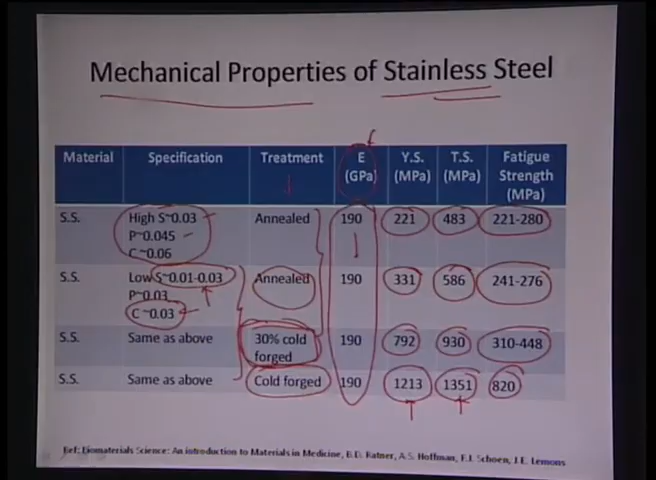 Mechanical Properties of Stainless Steel
Material Specification Treatment E (GPa) Y.S. (MPa) T.S. (MPa) Fatigue Strength (MPa)
S.S. High S~0.03 Annealed 190 221 483 221-280
P~0.045
C~0.06
S.S. Low S~0.01-0.03 Annealed 190 331 586 241-276
P~0.03
C ~0.03
S.S. Same as above 30% cold forged 190 792 930 310-448
S.S. Same as above Cold forged 190 1213 1351 820
Ref: Biomaterials Science: An introduction to Materials in Medicine, B.D. Ratner, A.S. Hoffman, F.J. Schoen, J.E. Lemons